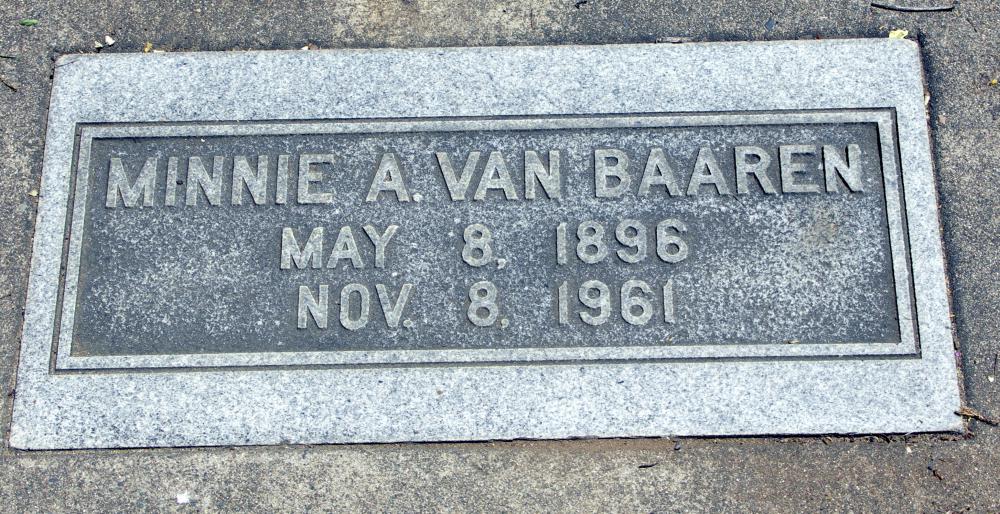 MINNIE A. VAN BAAREN
MAY 8, 1896
NOV. 8. 1961